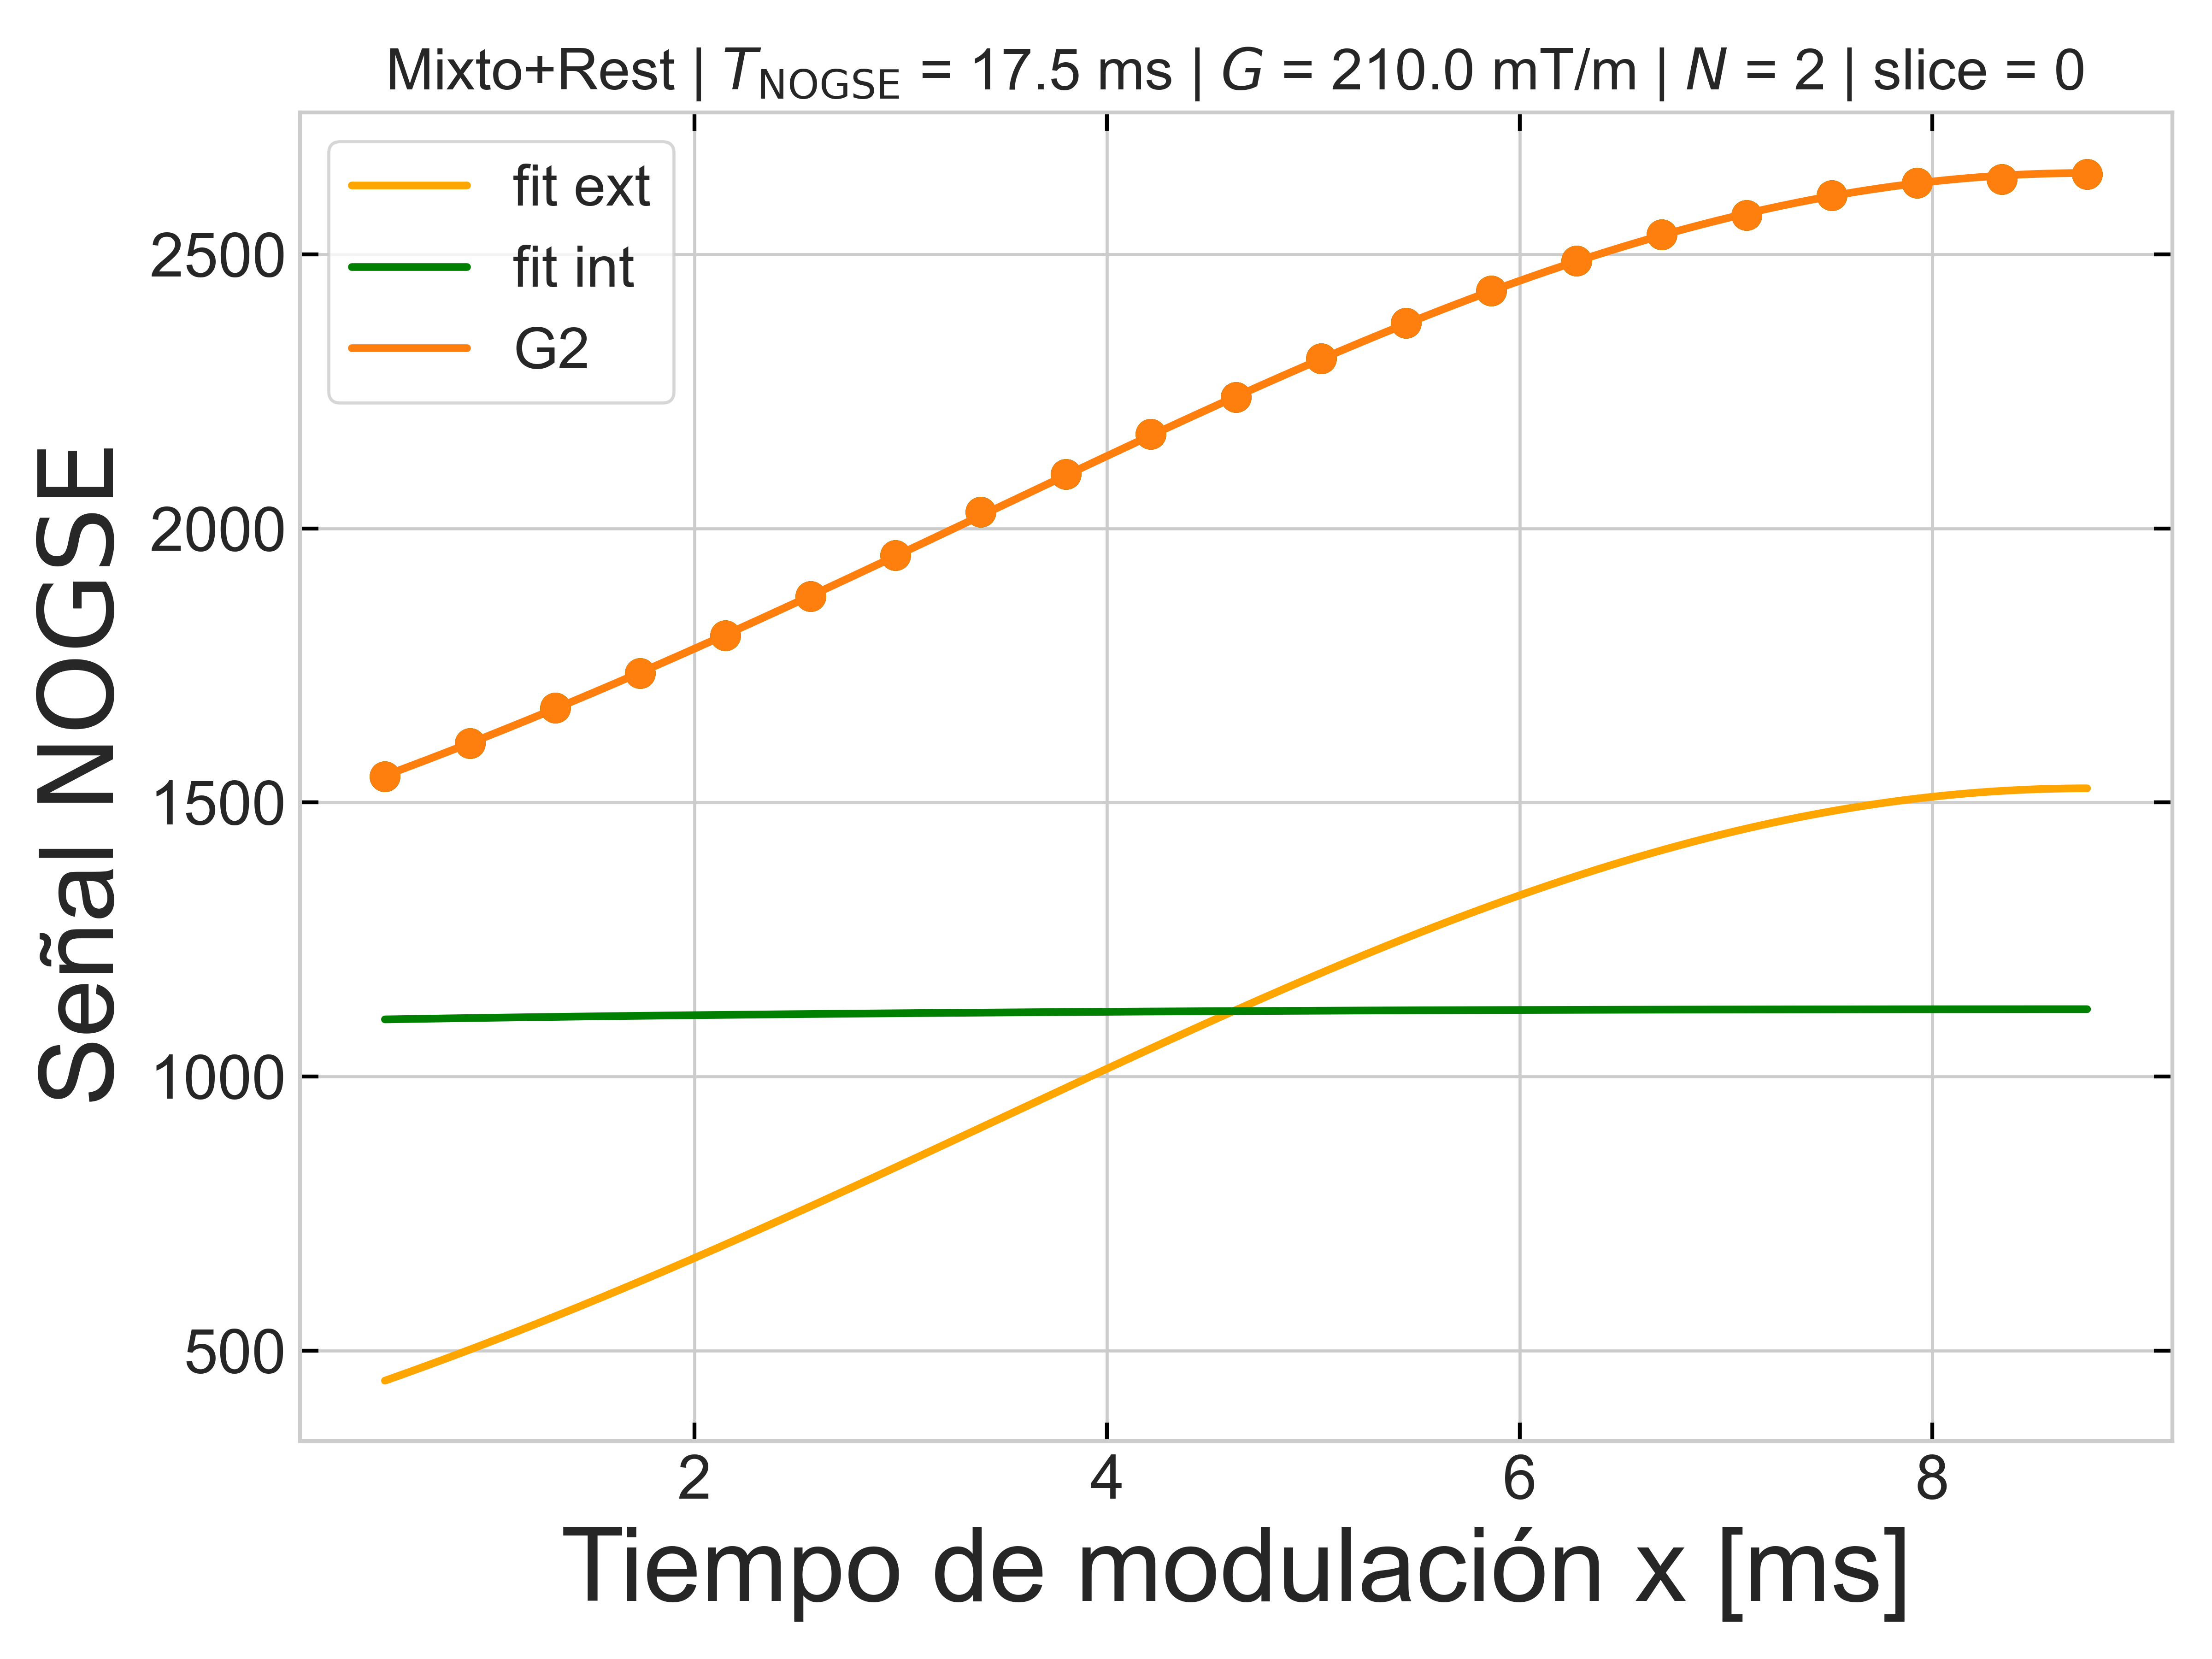 Mixto+Rest | T_NOGSE = 17.5 ms | G = 210.0 mT/m | N = 2 | slice = 0
fit ext
fit int
G2
Señal NOGSE
2500
2000
1500
1000
500
2 4 6 8
Tiempo de modulación x [ms]